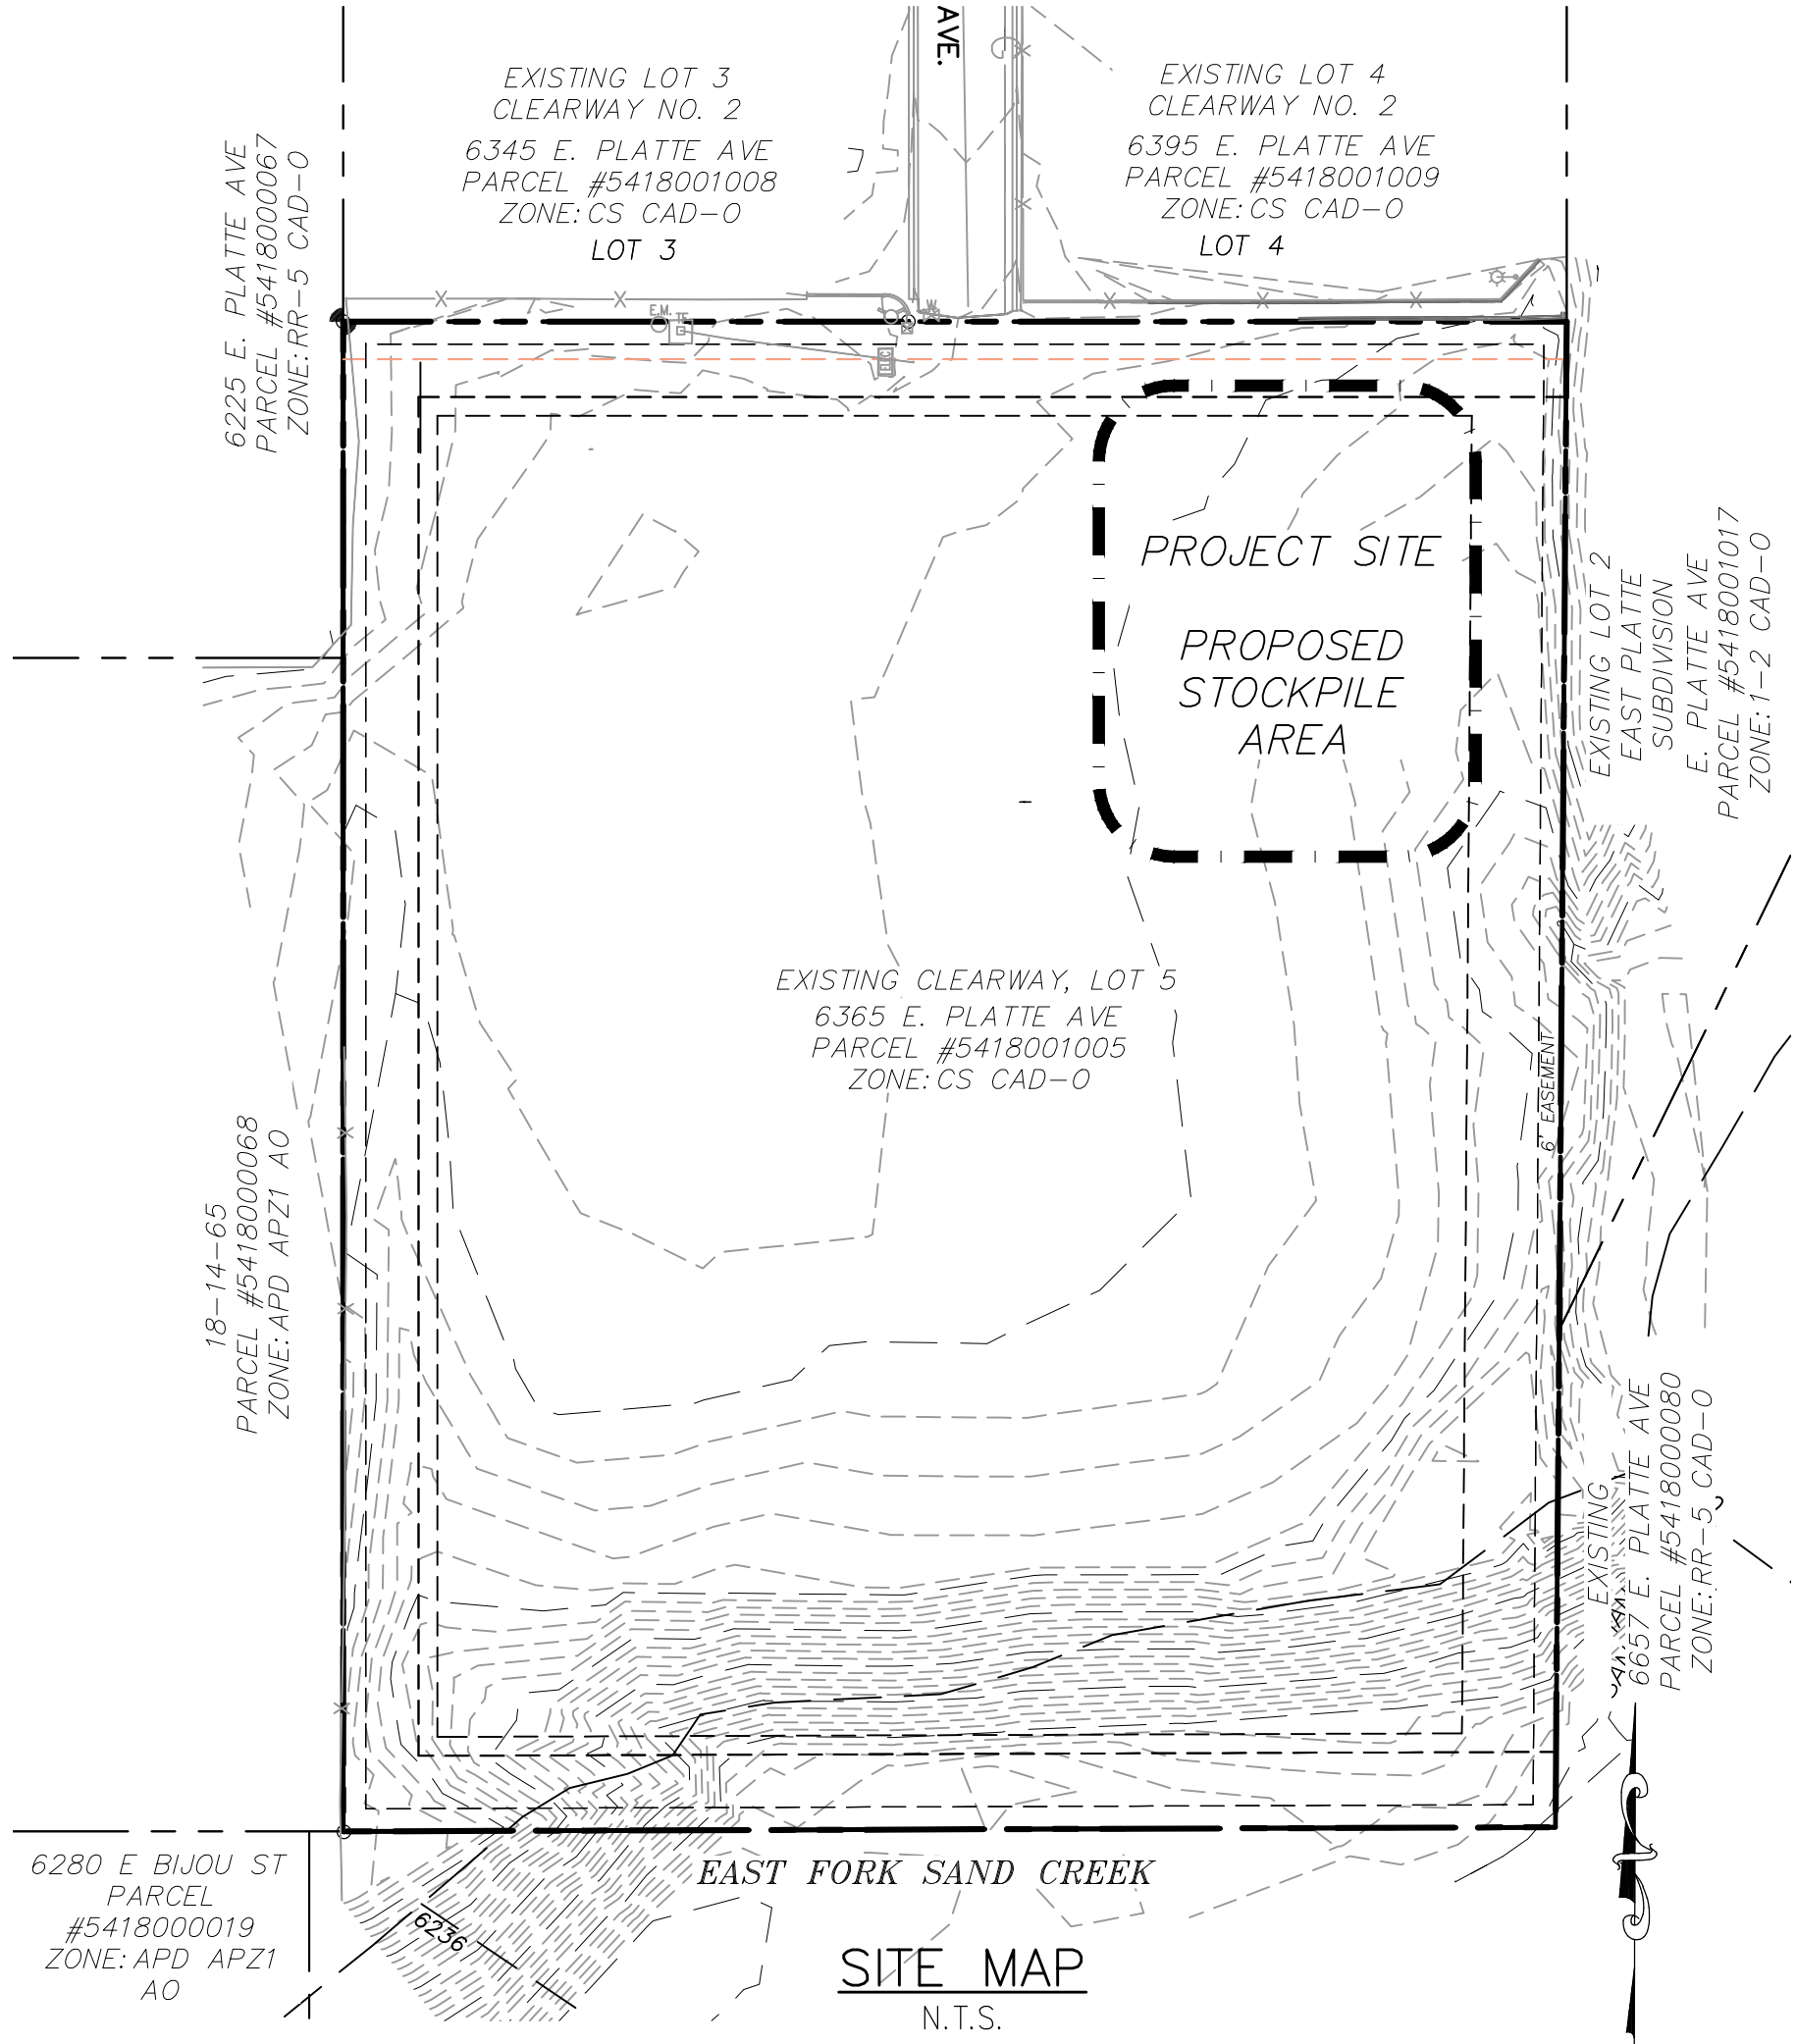 AVE.
EXISTING LOT 3
CLEARWAY NO. 2
6345 E. PLATTE AVE
PARCEL #5418001008
ZONE: CS CAD-O
LOT 3
EXISTING LOT 4
CLEARWAY NO. 2
6395 E. PLATTE AVE
PARCEL #5418001009
ZONE: CS CAD-O
LOT 4
6225 E. PLATTE AVE
PARCEL #5418000067
ZONE: RR-5 CAD-O
E.M.
TF
W
ELEC
PROJECT SITE
PROPOSED
STOCKPILE
AREA
EXISTING LOT 2
EAST PLATTE
SUBDIVISION
E. PLATTE AVE
PARCEL #5418001017
ZONE: 1-2 CAD-O
EXISTING CLEARWAY, LOT 5
6365 E. PLATTE AVE
PARCEL #5418001005
ZONE: CS CAD-O
6' EASEMENT
18-14-65
PARCEL #5418000068
ZONE: APD APZ1 AO
EXISTING
6657 E. PLATTE AVE
PARCEL #5418000080
ZONE: RR-5 CAD-O
6280 E BIJOU ST
PARCEL
#5418000019
ZONE: APD APZ1
AO
EAST FORK SAND CREEK
6236
SITE MAP
N.T.S.